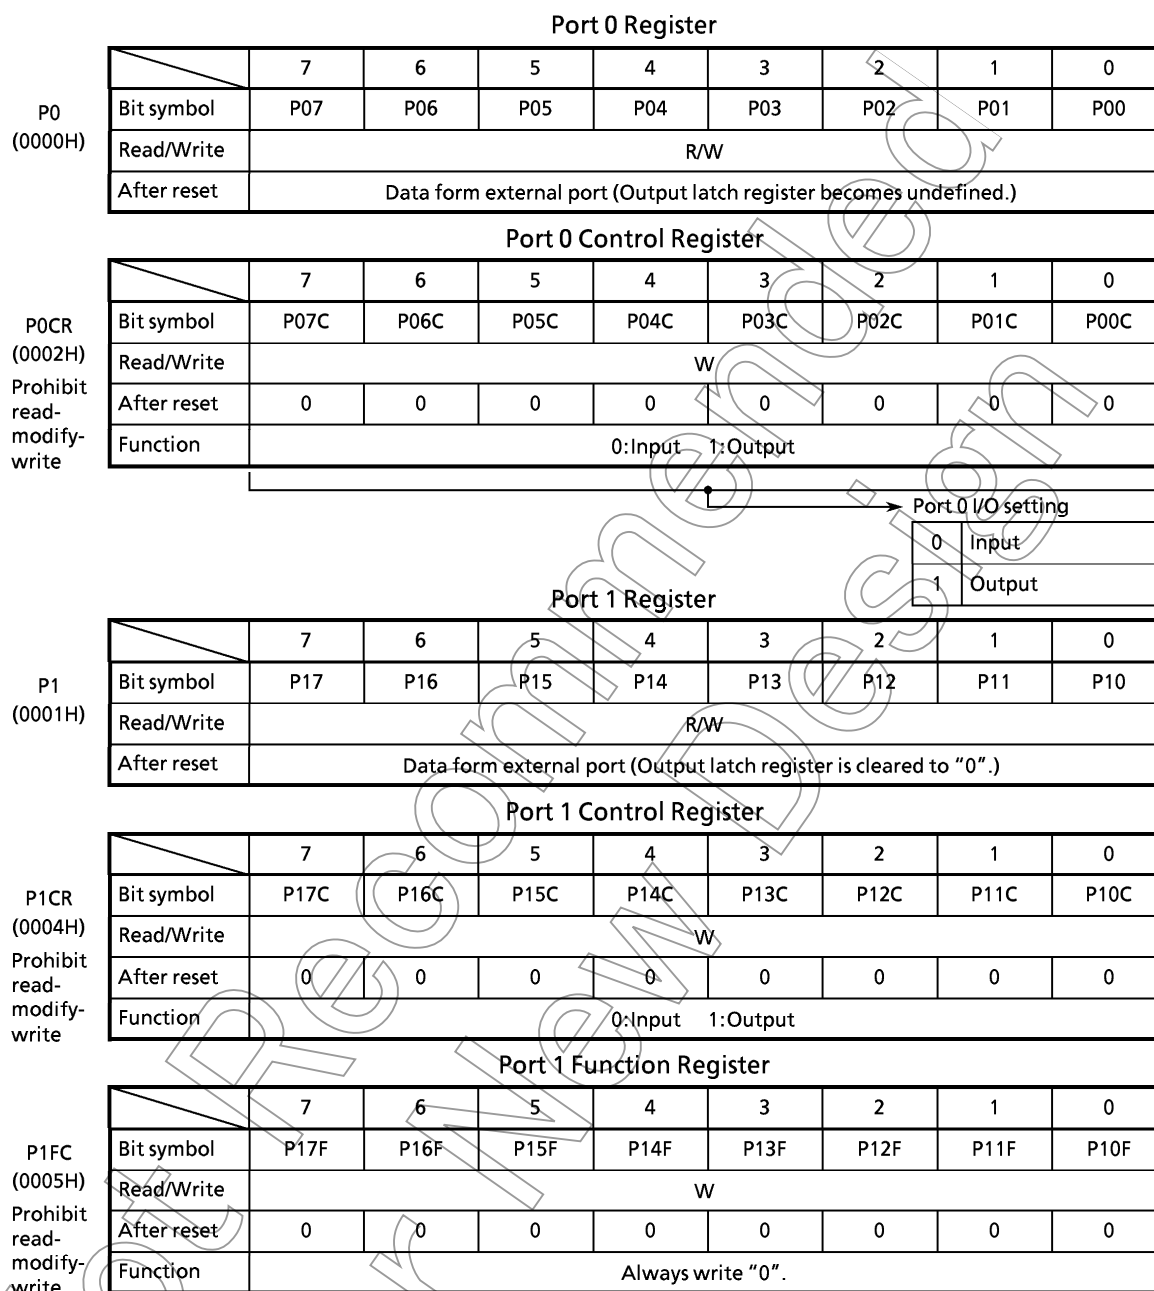 Port 0 Register
7 6 5 4 3 2 1 0
P0
(0000H)
Bit symbol P07 P06 P05 P04 P03 P02 P01 P00
Read/Write R/W
After reset Data form external port (Output latch register becomes undefined.)
Port 0 Control Register
7 6 5 4 3 2 1 0
P0CR
(0002H)
Prohibit
read-
modify-
write
Bit symbol P07C P06C P05C P04C P03C P02C P01C P00C
Read/Write W
After reset 0 0 0 0 0 0 0 0
Function 0:Input 1:Output
Port 0 I/O setting
0 Input
1 Output
Port 1 Register
7 6 5 4 3 2 1 0
P1
(0001H)
Bit symbol P17 P16 P15 P14 P13 P12 P11 P10
Read/Write R/W
After reset Data form external port (Output latch register is cleared to “0”.)
Port 1 Control Register
7 6 5 4 3 2 1 0
P1CR
(0004H)
Prohibit
read-
modify-
write
Bit symbol P17C P16C P15C P14C P13C P12C P11C P10C
Read/Write W
After reset 0 0 0 0 0 0 0 0
Function 0:Input 1:Output
Port 1 Function Register
7 6 5 4 3 2 1 0
P1FC
(0005H)
Prohibit
read-
modify-
write
Bit symbol P17F P16F P15F P14F P13F P12F P11F P10F
Read/Write W
After reset 0 0 0 0 0 0 0 0
Function Always write “0”.
ot Recommended
r New Design